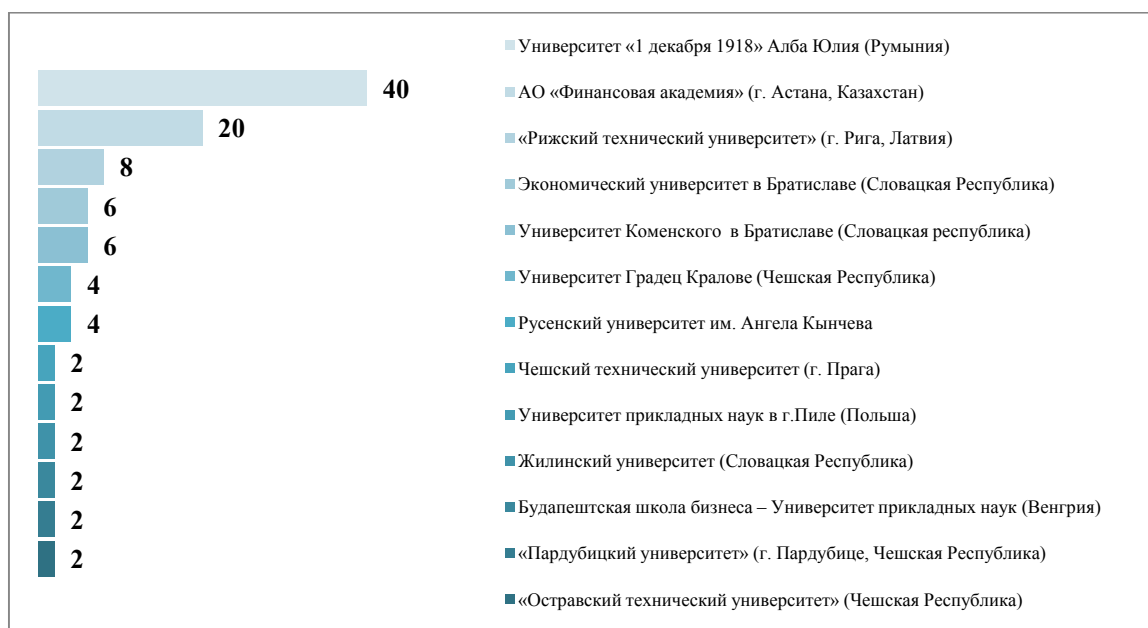 Университет «1 декабря 1918» Алба Юлия (Румыния)
40
АО «Финансовая академия» (г. Астана, Казахстан)
20
«Рижский технический университет» (г. Рига, Латвия)
8
Экономический университет в Братиславе (Словацкая Республика)
6
Университет Коменского в Братиславе (Словацкая республика)
6
Университет Градец Кралове (Чешская Республика)
4
Русенский университет им. Ангела Кынчева
4
Чешский технический университет (г. Прага)
2
Университет прикладных наук в г.Пиле (Польша)
2
Жилинский университет (Словацкая Республика)
2
Будапештская школа бизнеса – Университет прикладных наук (Венгрия)
2
«Пардубицкий университет» (г. Пардубице, Чешская Республика)
2
«Остравский технический университет» (Чешская Республика)
2